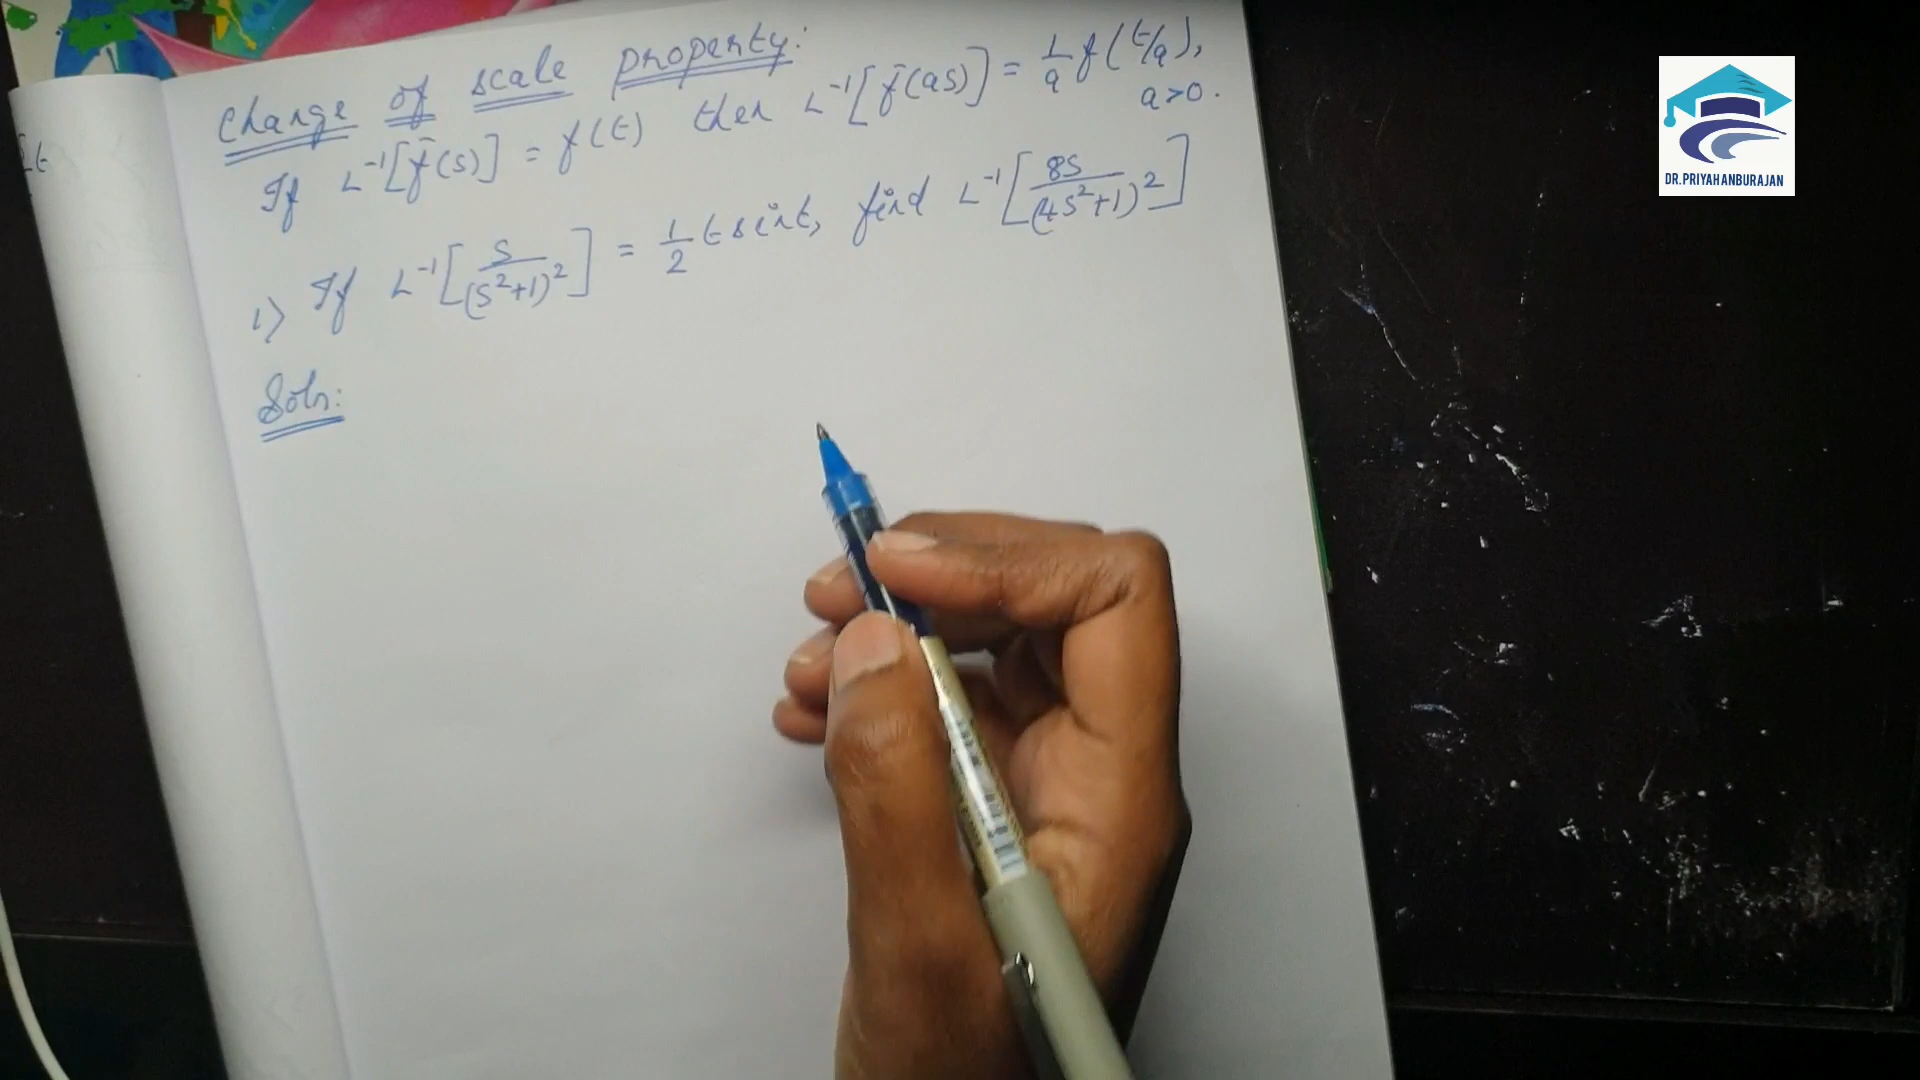 Change of scale property:
If L⁻¹[f̄(s)] = f(t) then L⁻¹[f̄(as)] = 1/a f(t/a), a>0.
1) If L⁻¹[s/(s²+1)²] = 1/2 t sint, find L⁻¹[8s/(4s²+1)²]
Soln:
DR.PRIYAHANBURAJAN